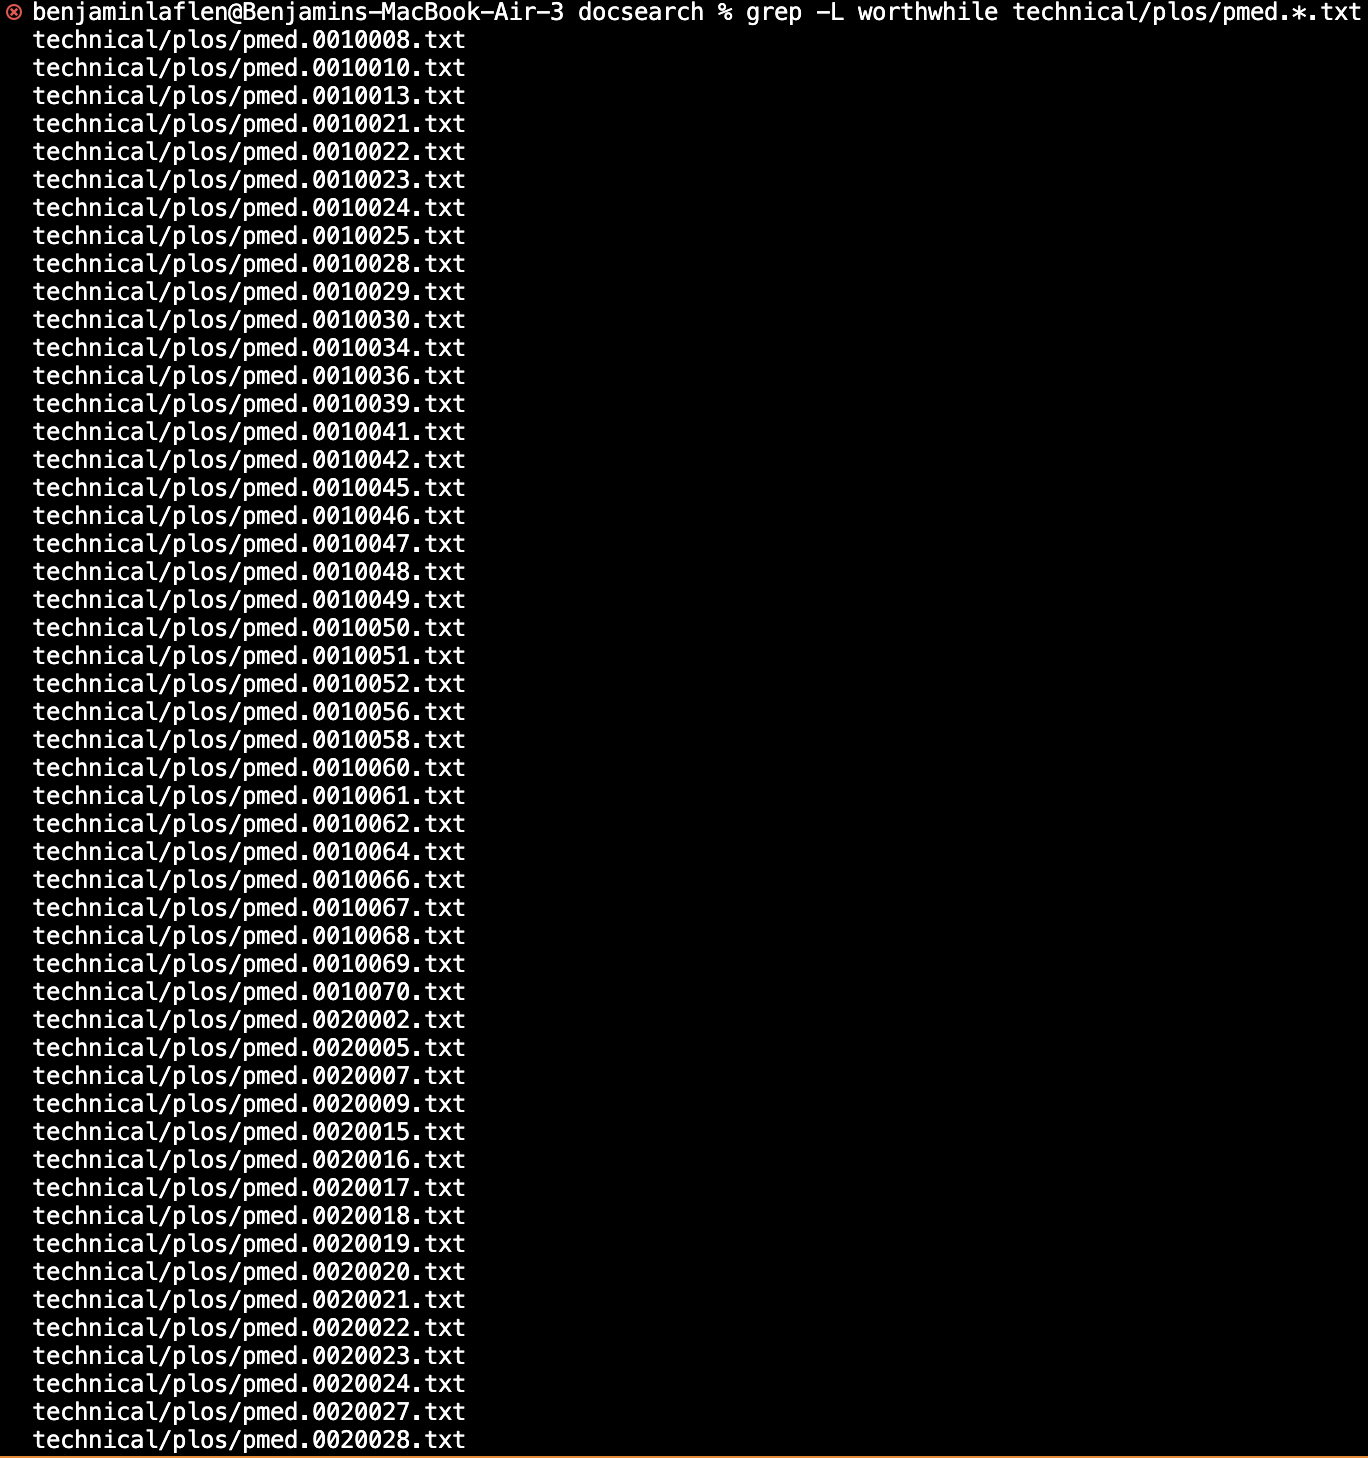 benjaminlaflen@Benjamins-MacBook-Air-3 docsearch % grep -L worthwhile technical/plos/pmed.*.txt
technical/plos/pmed.0010008.txt
technical/plos/pmed.0010010.txt
technical/plos/pmed.0010013.txt
technical/plos/pmed.0010021.txt
technical/plos/pmed.0010022.txt
technical/plos/pmed.0010023.txt
technical/plos/pmed.0010024.txt
technical/plos/pmed.0010025.txt
technical/plos/pmed.0010028.txt
technical/plos/pmed.0010029.txt
technical/plos/pmed.0010030.txt
technical/plos/pmed.0010034.txt
technical/plos/pmed.0010036.txt
technical/plos/pmed.0010039.txt
technical/plos/pmed.0010041.txt
technical/plos/pmed.0010042.txt
technical/plos/pmed.0010045.txt
technical/plos/pmed.0010046.txt
technical/plos/pmed.0010047.txt
technical/plos/pmed.0010048.txt
technical/plos/pmed.0010049.txt
technical/plos/pmed.0010050.txt
technical/plos/pmed.0010051.txt
technical/plos/pmed.0010052.txt
technical/plos/pmed.0010056.txt
technical/plos/pmed.0010058.txt
technical/plos/pmed.0010060.txt
technical/plos/pmed.0010061.txt
technical/plos/pmed.0010062.txt
technical/plos/pmed.0010064.txt
technical/plos/pmed.0010066.txt
technical/plos/pmed.0010067.txt
technical/plos/pmed.0010068.txt
technical/plos/pmed.0010069.txt
technical/plos/pmed.0010070.txt
technical/plos/pmed.0020002.txt
technical/plos/pmed.0020005.txt
technical/plos/pmed.0020007.txt
technical/plos/pmed.0020009.txt
technical/plos/pmed.0020015.txt
technical/plos/pmed.0020016.txt
technical/plos/pmed.0020017.txt
technical/plos/pmed.0020018.txt
technical/plos/pmed.0020019.txt
technical/plos/pmed.0020020.txt
technical/plos/pmed.0020021.txt
technical/plos/pmed.0020022.txt
technical/plos/pmed.0020023.txt
technical/plos/pmed.0020024.txt
technical/plos/pmed.0020027.txt
technical/plos/pmed.0020028.txt